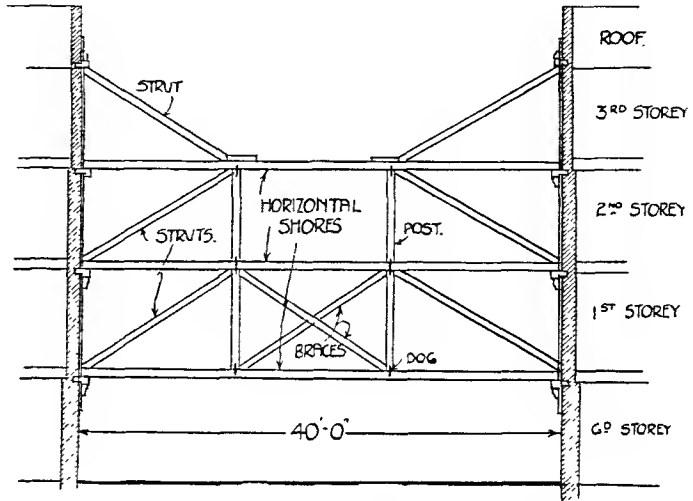 ROOF.
STRUT
3RD STOREY
HORIZONTAL
SHORES
2ND STOREY
STRUTS.
POST.
1ST STOREY
BRACES
DOG
40'-0"
GD STOREY